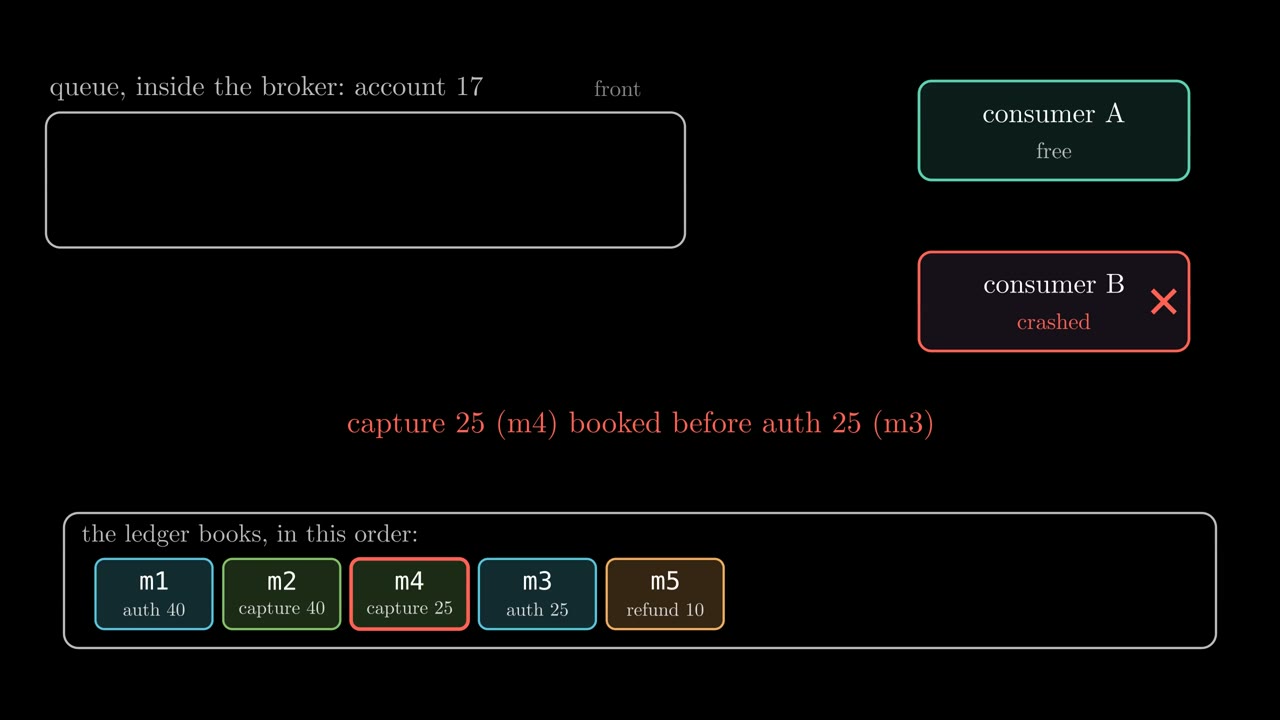 queue, inside the broker: account 17
front
consumer A
free
consumer B
crashed
capture 25 (m4) booked before auth 25 (m3)
the ledger books, in this order:
m1
auth 40
m2
capture 40
m4
capture 25
m3
auth 25
m5
refund 10